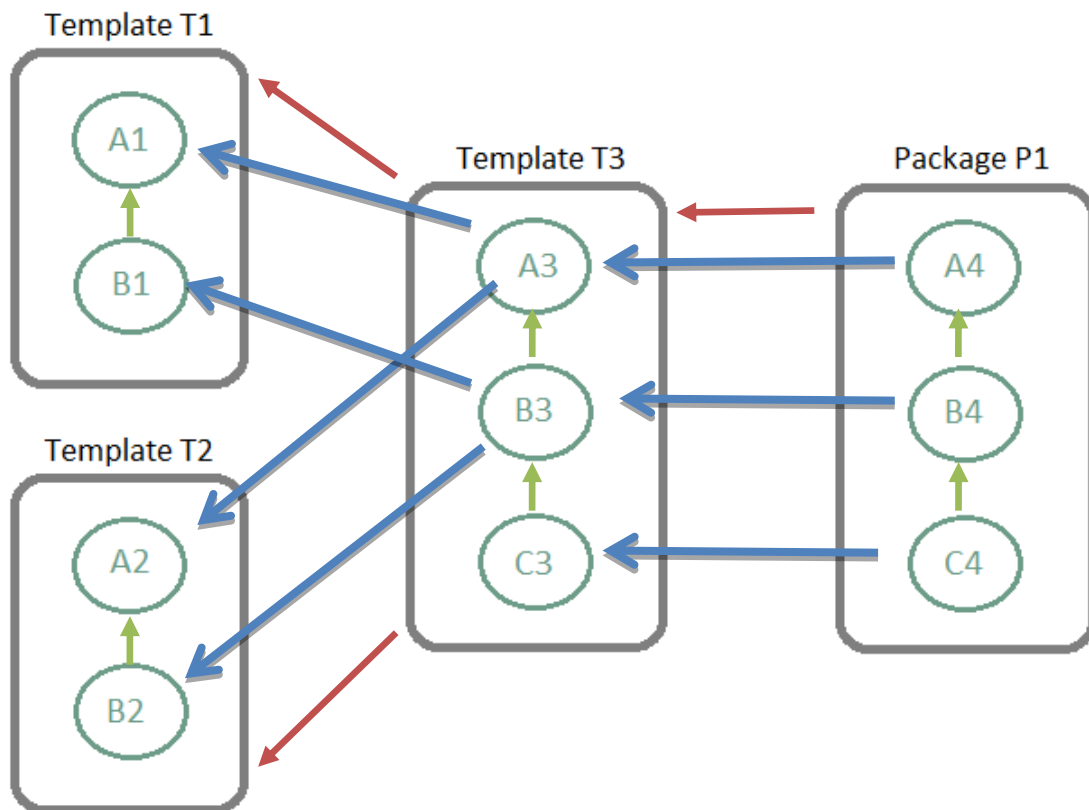 Template T1
A1
B1
Template T2
A2
B2
Template T3
A3
B3
C3
Package P1
A4
B4
C4